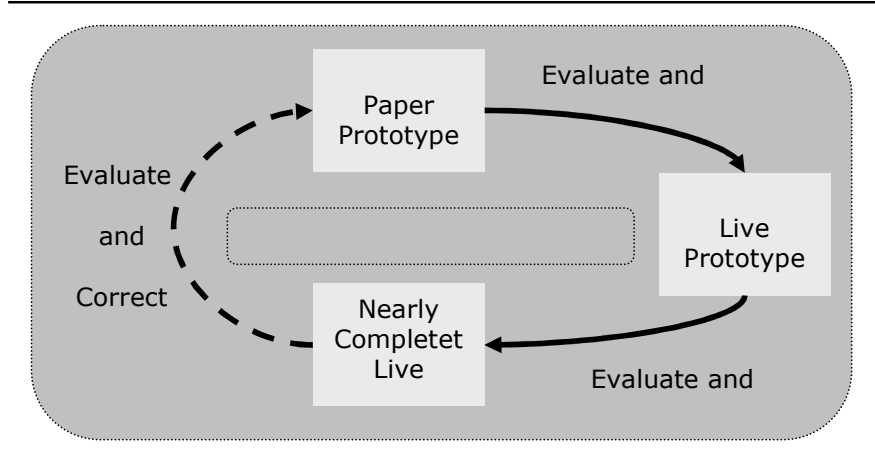 Paper
Prototype
Evaluate and
Live
Prototype
Evaluate and
Nearly
Completet
Live
Evaluate
and
Correct